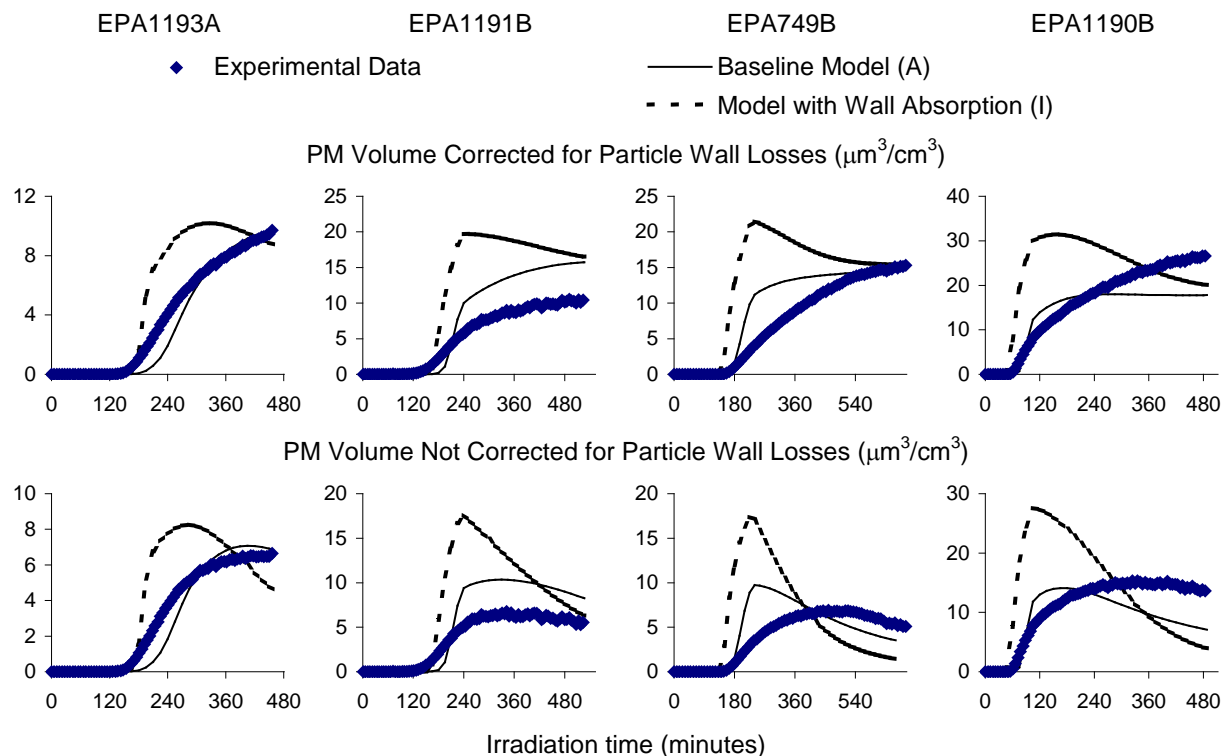 EPA1193A EPA1191B EPA749B EPA1190B
Experimental Data Baseline Model (A)
Model with Wall Absorption (I)
PM Volume Corrected for Particle Wall Losses (μm³/cm³)
12 25 25 40
20 20
8 30
15 15
20
10 10
4
5 5 10
0 0 0 0
0 120 240 360 480 0 120 240 360 480 0 180 360 540 0 120 240 360 480
PM Volume Not Corrected for Particle Wall Losses (μm³/cm³)
10 20 20 30
8
15 15
6 20
10 10
4
10
5 5
2
0 0 0 0
0 120 240 360 480 0 120 240 360 480 0 180 360 540 0 120 240 360 480
Irradiation time (minutes)